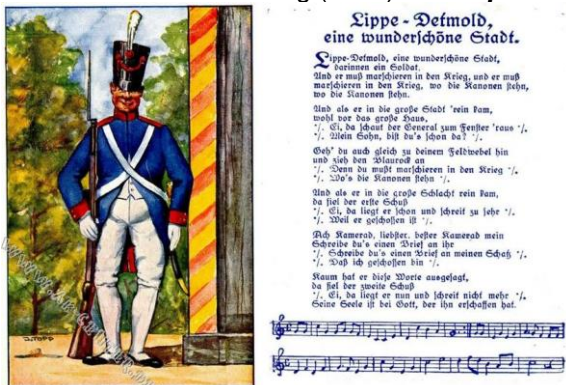 Lippe-Detmold,
eine wunderschöne Stadt.
Lippe-Detmold, eine wunderschöne Stadt,
darinnen ein Soldat.
Und er muß marschieren in den Krieg, und er muß
marschieren in den Krieg, wo die Kanonen stehn,
wo die Kanonen stehn.
Und als er in die große Stadt 'rein kam,
wohl vor das große Haus,
·/. Ei, da schaut der General zum Fenster 'raus ·/.
·/. Mein Sohn, bist du's schon da? ·/.
Geh' du auch gleich zu deinem Feldwebel hin
und zieh den Blaurock an
·/. Denn du mußt marschieren in den Krieg ·/.
·/. Wo's die Kanonen stehn ·/.
Und als er in die große Schlacht rein kam,
da fiel der erste Schuß
·/. Ei, da liegt er schon und schreit zu sehr ·/.
·/. Weil er geschossen ist ·/.
Ach Kamerad, liebster, bester Kamerad mein
Schreibe du's einen Brief an ihr
·/. Schreibe du's einen Brief an meinen Schatz ·/.
·/. Daß ich geschossen bin ·/.
Kaum hat er diese Worte ausgesagt,
da fiel der zweite Schuß
·/. Ei, da liegt er nun und schreit nicht mehr ·/.
Seine Seele ist bei Gott, der ihn erschaffen hat.